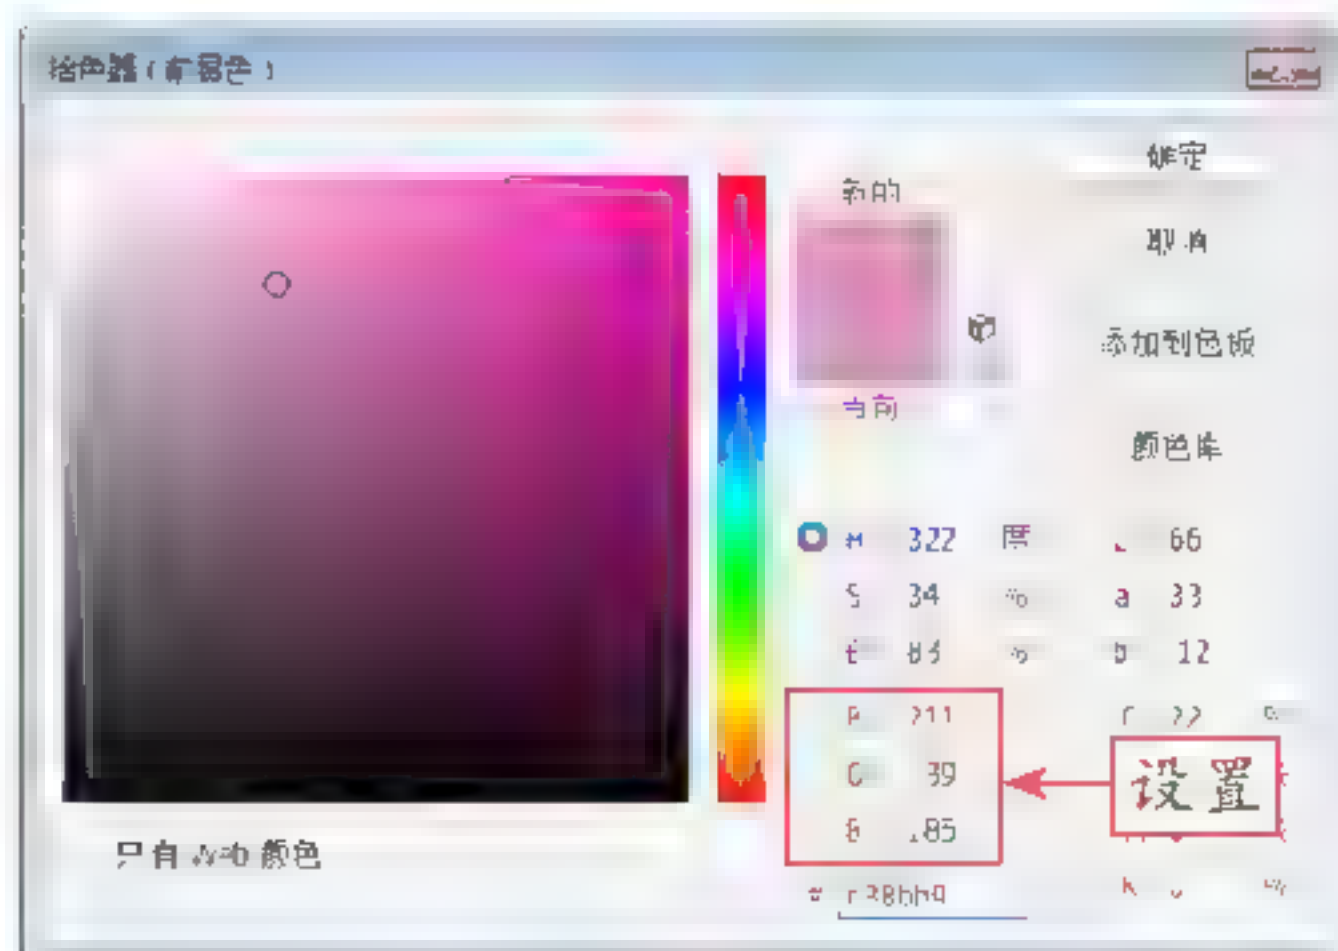 拾色器(前景色)
确定
新的
取消
添加到色板
当前
颜色库
H 322 度
66
S 34 %
a 33
83 %
b 12
R 211
G
设置
B 185
只有 Web 颜色
#
K